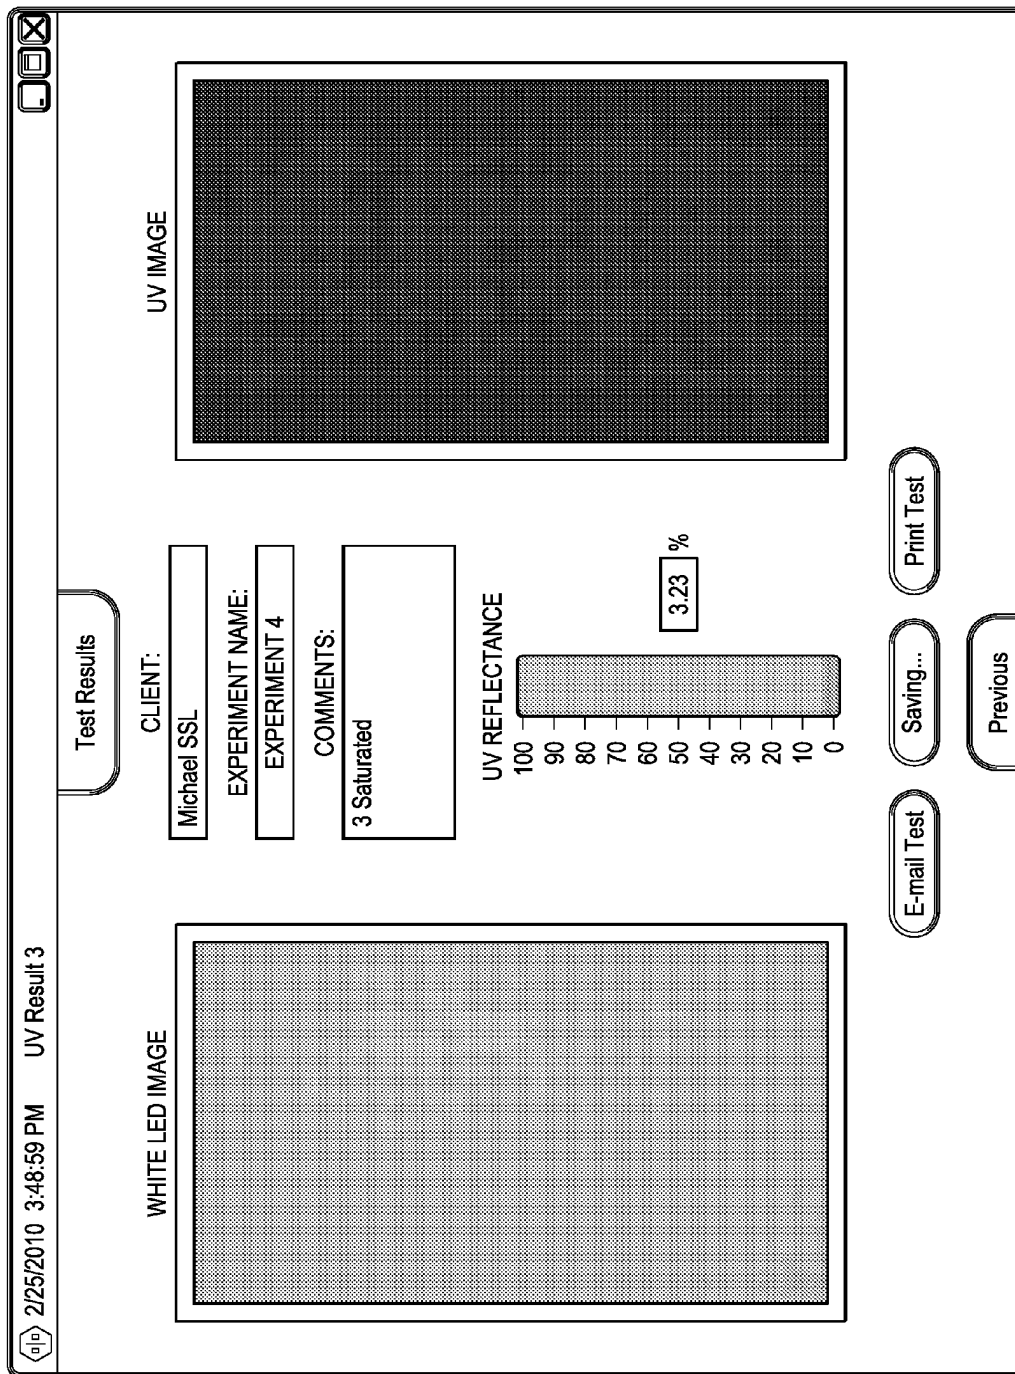 2/25/2010 3:48:59 PM UV Result 3
Test Results
WHITE LED IMAGE
CLIENT:
Michael SSL
EXPERIMENT NAME:
EXPERIMENT 4
COMMENTS:
3 Saturated
UV REFLECTANCE
100
90
80
70
60
50
40
30
20
10
0
3.23 %
UV IMAGE
E-mail Test
Saving...
Print Test
Previous